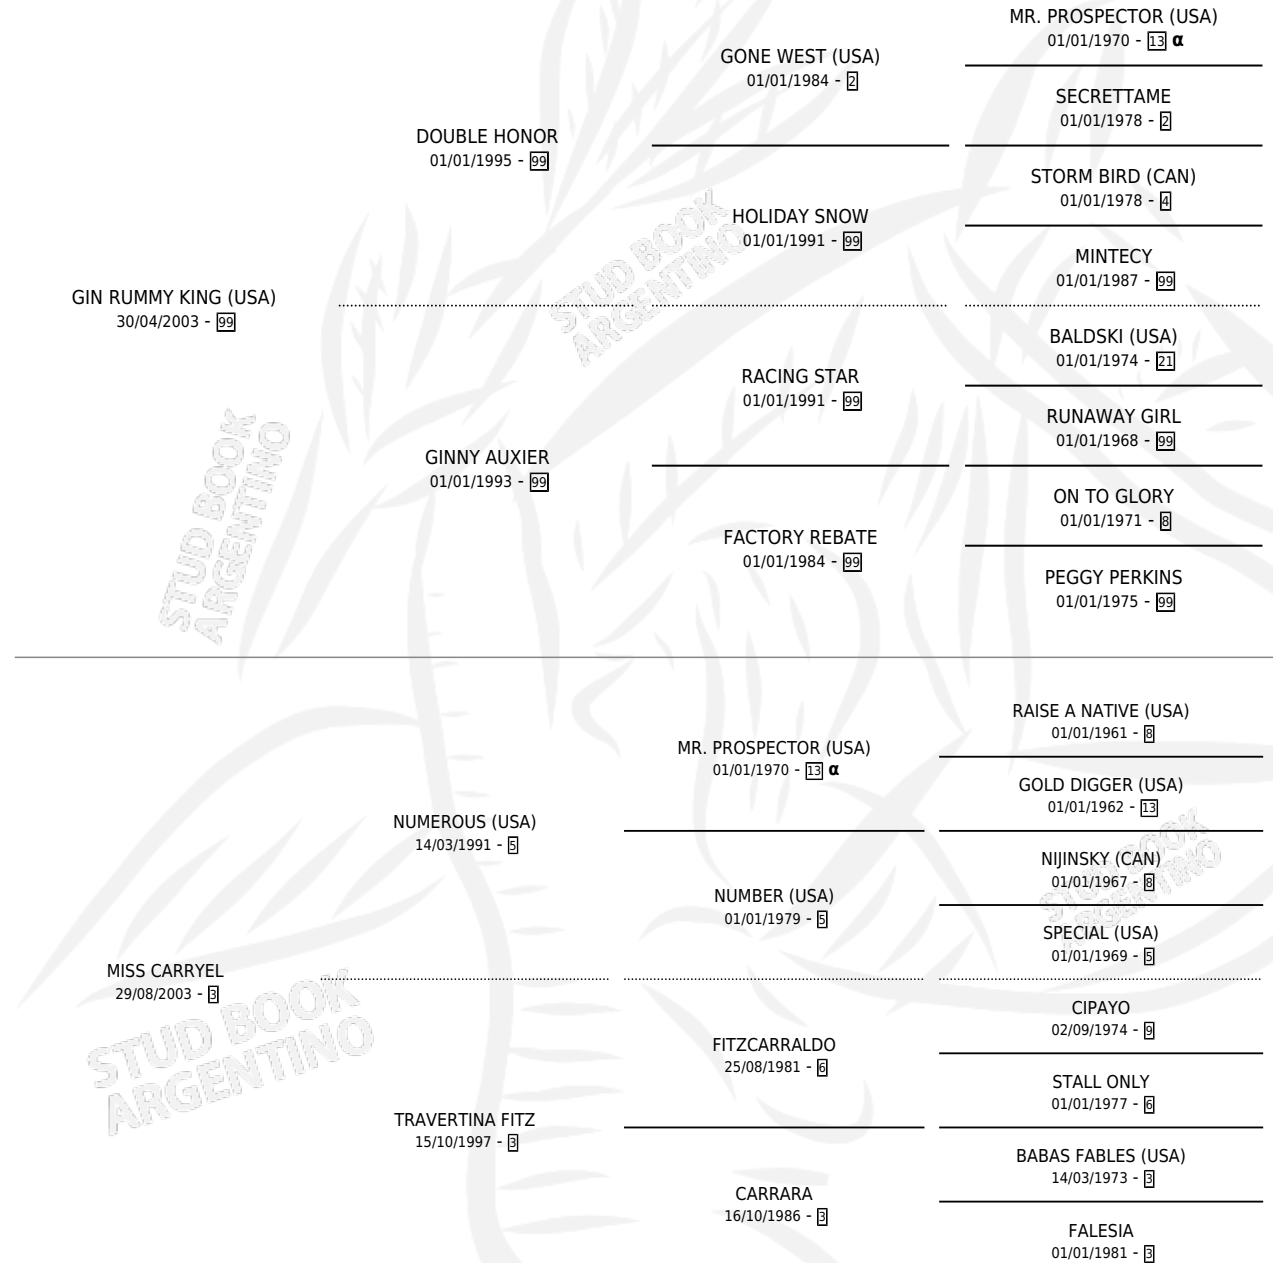 MR. PROSPECTOR (USA)
01/01/1970 - 13 α
GONE WEST (USA)
01/01/1984 - 2
SECRETTAME
01/01/1978 - 2
DOUBLE HONOR
01/01/1995 - 99
STORM BIRD (CAN)
01/01/1978 - 4
HOLIDAY SNOW
01/01/1991 - 99
MINTECY
01/01/1987 - 99
GIN RUMMY KING (USA)
30/04/2003 - 99
BALDSKI (USA)
01/01/1974 - 21
RACING STAR
01/01/1991 - 99
RUNAWAY GIRL
01/01/1968 - 99
GINNY AUXIER
01/01/1993 - 99
ON TO GLORY
01/01/1971 - 8
FACTORY REBATE
01/01/1984 - 99
PEGGY PERKINS
01/01/1975 - 99
RAISE A NATIVE (USA)
01/01/1961 - 8
MR. PROSPECTOR (USA)
01/01/1970 - 13 α
GOLD DIGGER (USA)
01/01/1962 - 13
NUMEROUS (USA)
14/03/1991 - 5
NIJINSKY (CAN)
01/01/1967 - 8
NUMBER (USA)
01/01/1979 - 5
SPECIAL (USA)
01/01/1969 - 5
MISS CARRYEL
29/08/2003 - 3
CIPAYO
02/09/1974 - 9
FITZCARRALDO
25/08/1981 - 6
STALL ONLY
01/01/1977 - 6
TRAVERTINA FITZ
15/10/1997 - 3
BABAS FABLES (USA)
14/03/1973 - 3
CARRARA
16/10/1986 - 3
FALESIA
01/01/1981 - 3
STUD BOOK
ARGENTINO
STUD BOOK
ARGENTINO
STUD BOOK
ARGENTINO
STUD BOOK
ARGENTINO